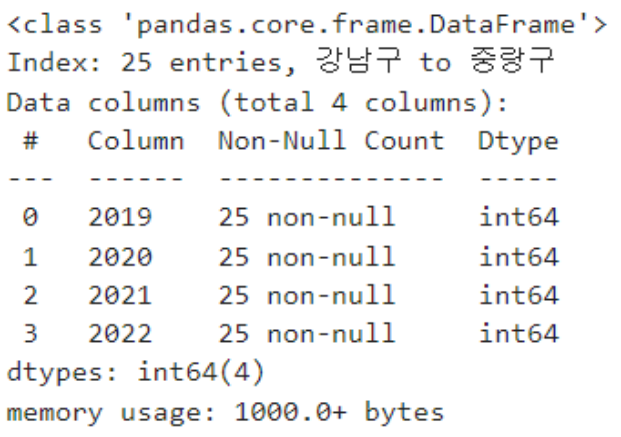 <class 'pandas.core.frame.DataFrame'>
Index: 25 entries, 강남구 to 중랑구
Data columns (total 4 columns):
 #   Column  Non-Null Count  Dtype
---  ------  --------------  -----
 0   2019    25 non-null     int64
 1   2020    25 non-null     int64
 2   2021    25 non-null     int64
 3   2022    25 non-null     int64
dtypes: int64(4)
memory usage: 1000.0+ bytes